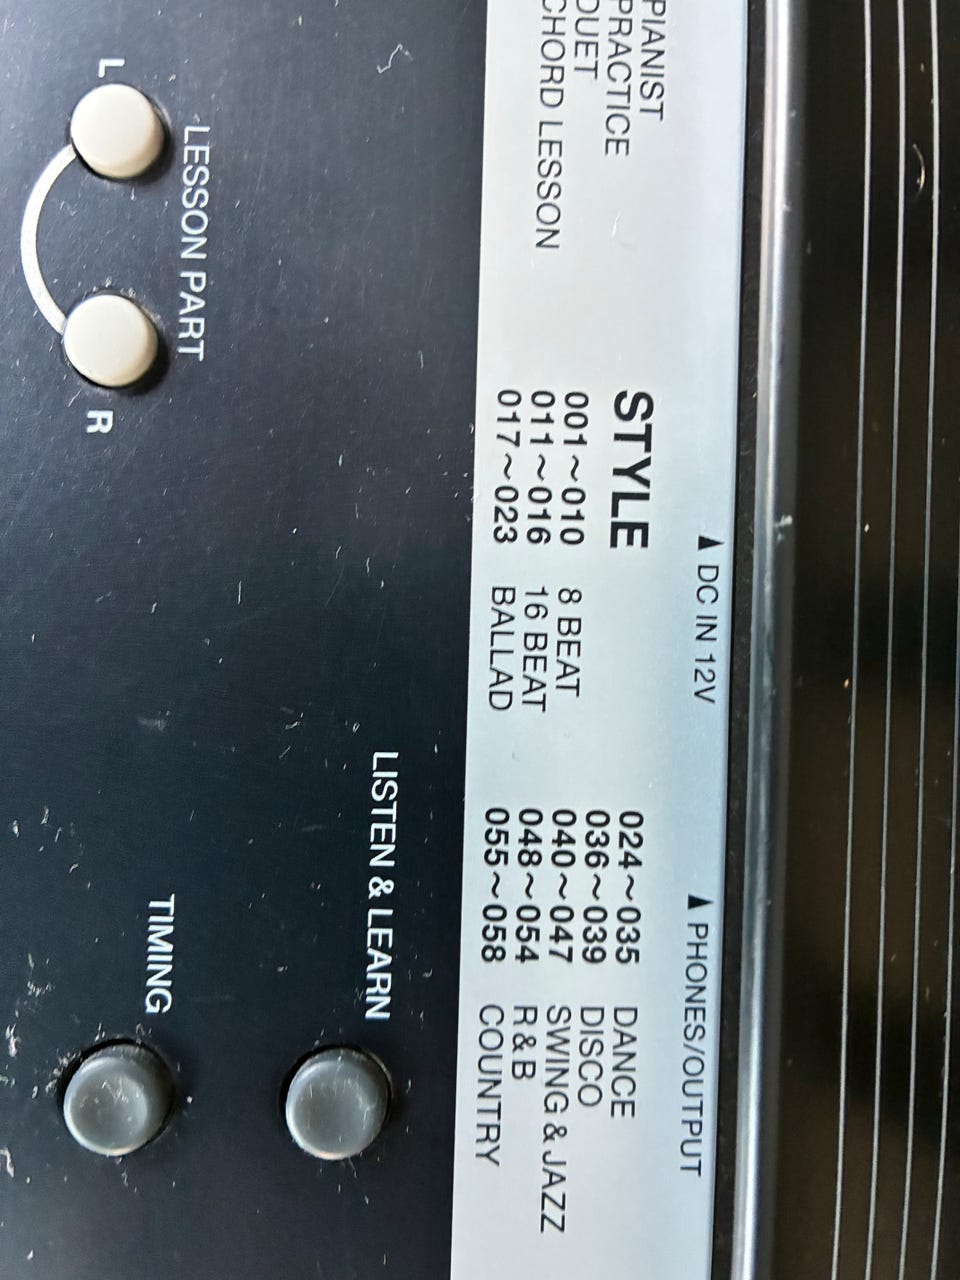 ▲ DC IN 12V
▲ PHONES/OUTPUT
PIANIST
PRACTICE
DUET
CHORD LESSON
STYLE
001~010 8 BEAT
011~016 16 BEAT
017~023 BALLAD
024~035 DANCE
036~039 DISCO
040~047 SWING & JAZZ
048~054 R & B
055~058 COUNTRY
LESSON PART
L
R
LISTEN & LEARN
TIMING